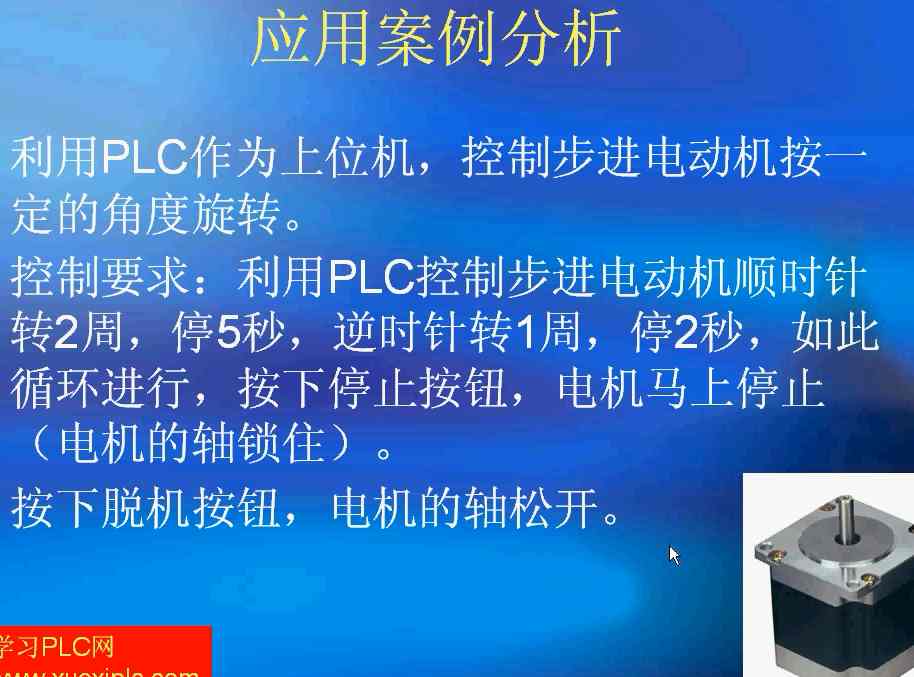 应用案例分析
利用PLC作为上位机，控制步进电动机按一
定的角度旋转。
控制要求：利用PLC控制步进电动机顺时针
转2周，停5秒，逆时针转1周，停2秒，如此
循环进行，按下停止按钮，电机马上停止
（电机的轴锁住）。
按下脱机按钮，电机的轴松开。
学习PLC网
www.xuexiplc.com